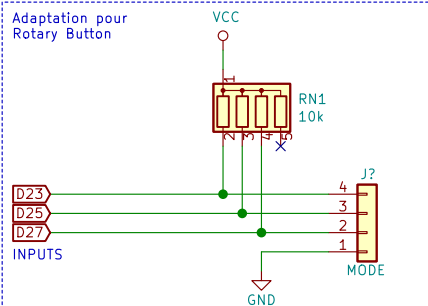 Adaptation pour
Rotary Button
VCC
1
RN1
10k
2
3
4
5
J?
D23
4
D25
3
D27
2
INPUTS
1
MODE
GND